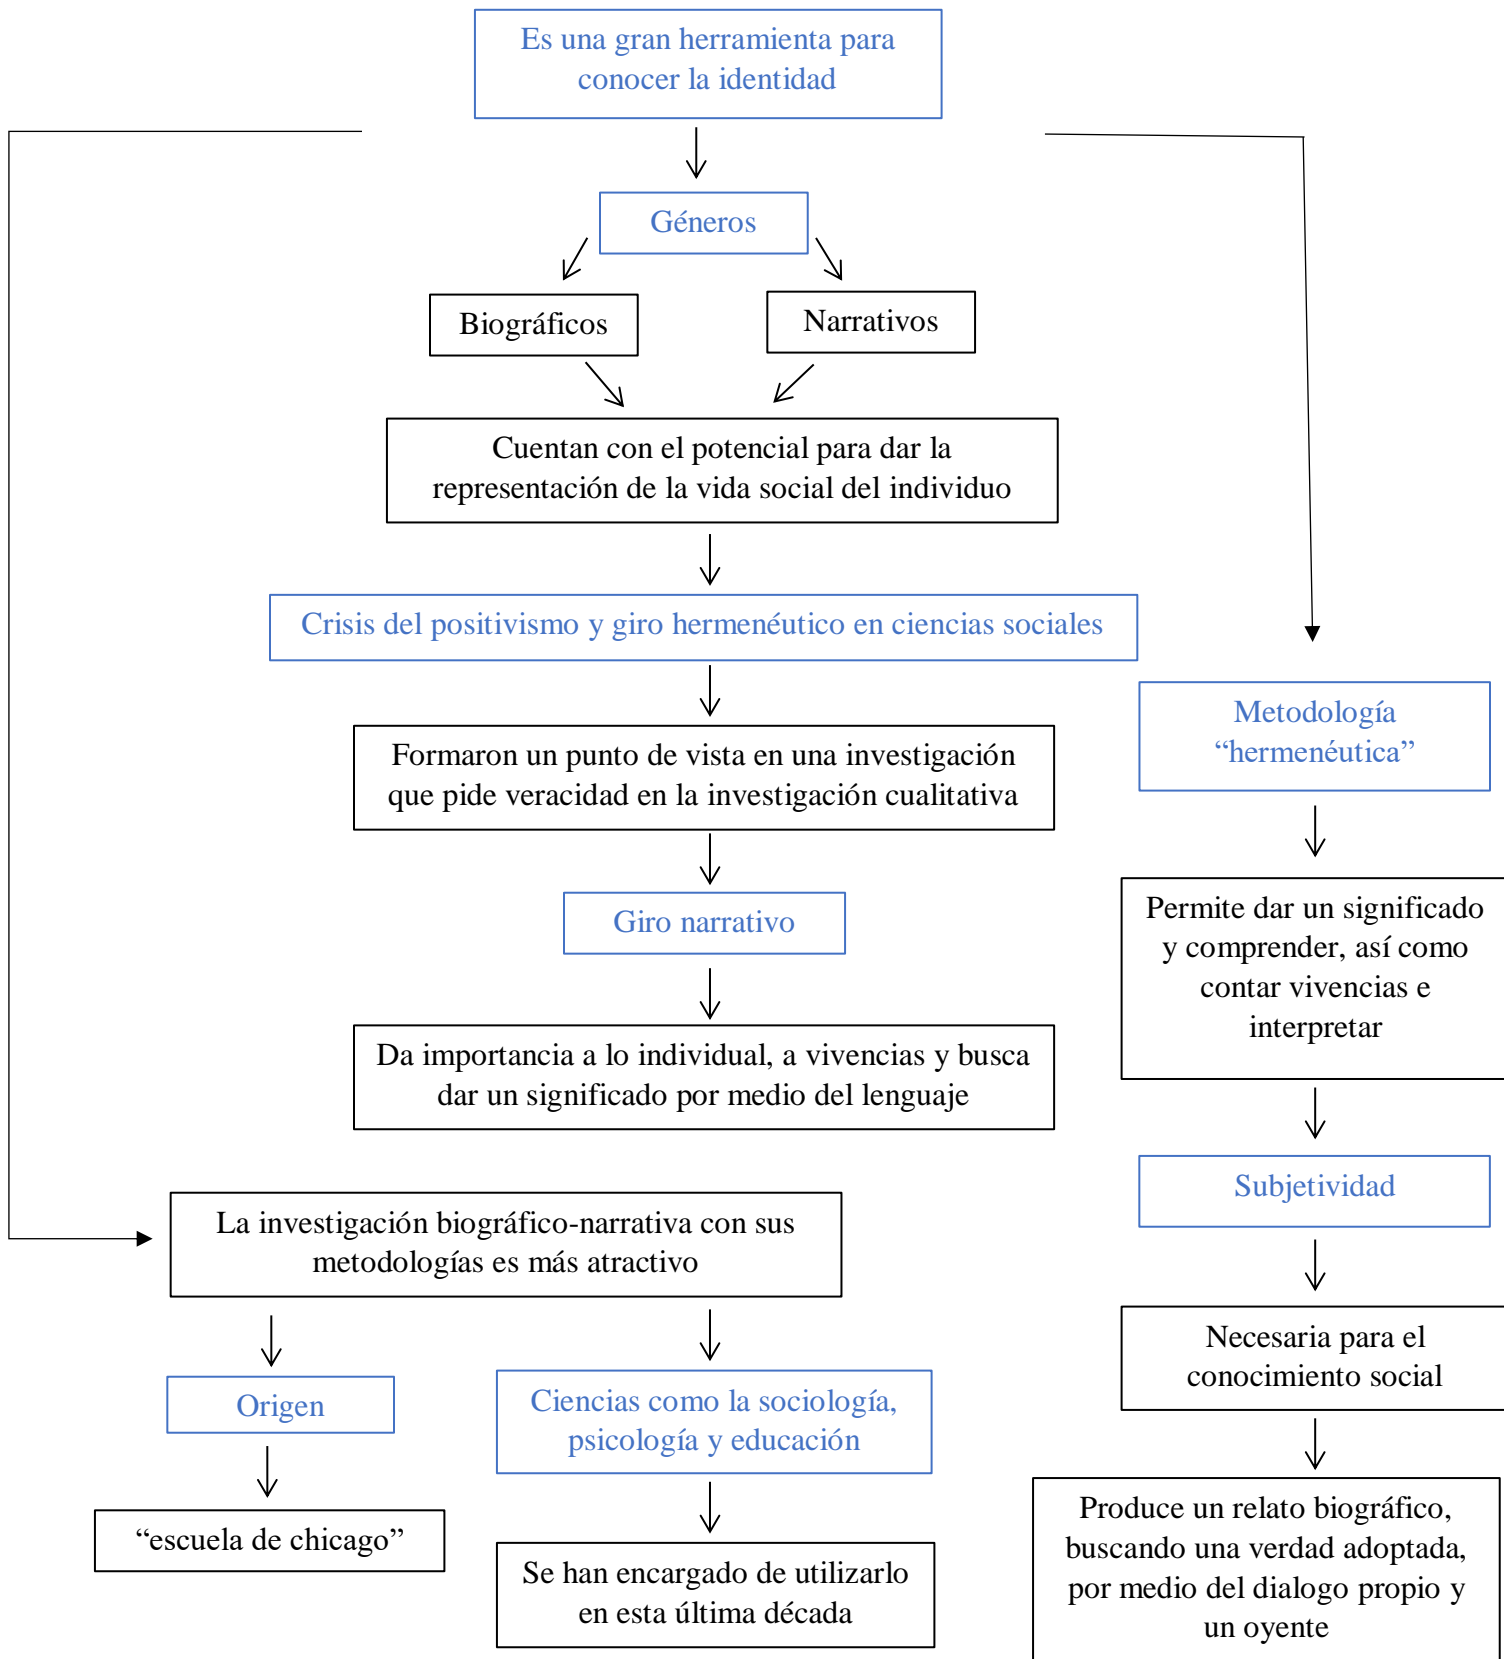 Es una gran herramienta para
conocer la identidad
Géneros
Biográficos
Narrativos
Cuentan con el potencial para dar la
representación de la vida social del individuo
Crisis del positivismo y giro hermenéutico en ciencias sociales
Formaron un punto de vista en una investigación
que pide veracidad en la investigación cualitativa
Giro narrativo
Da importancia a lo individual, a vivencias y busca
dar un significado por medio del lenguaje
La investigación biográfico-narrativa con sus
metodologías es más atractivo
Origen
“escuela de chicago”
Ciencias como la sociología,
psicología y educación
Se han encargado de utilizarlo
en esta última década
Metodología
“hermenéutica”
Permite dar un significado
y comprender, así como
contar vivencias e
interpretar
Subjetividad
Necesaria para el
conocimiento social
Produce un relato biográfico,
buscando una verdad adoptada,
por medio del dialogo propio y
un oyente